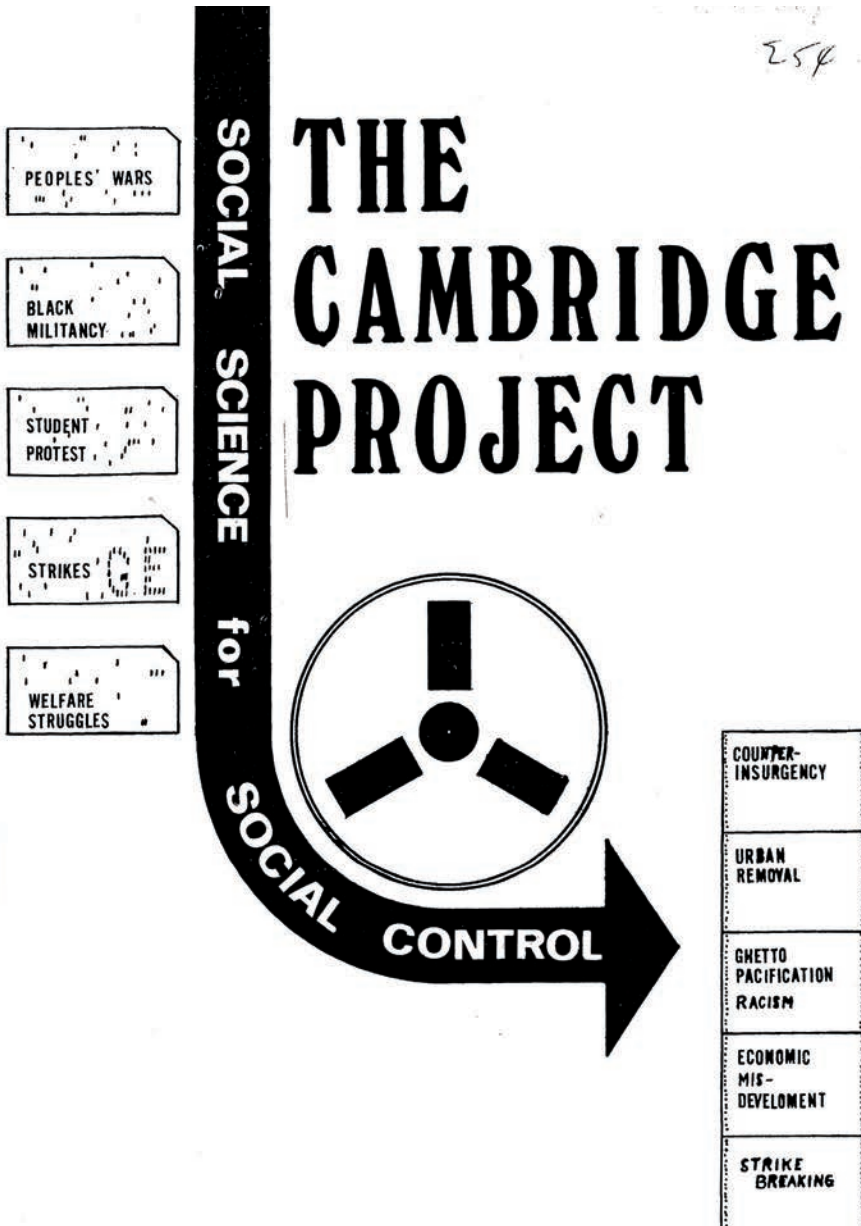 25¢
THE
CAMBRIDGE
PROJECT
SOCIAL SCIENCE for SOCIAL CONTROL
PEOPLES' WARS
BLACK
MILITANCY
STUDENT
PROTEST
STRIKES GE
WELFARE
STRUGGLES
COUNTER-
INSURGENCY
URBAN
REMOVAL
GHETTO
PACIFICATION
RACISM
ECONOMIC
MIS-
DEVELOMENT
STRIKE
BREAKING